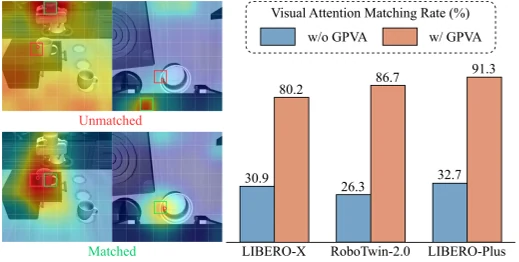 Visual Attention Matching Rate (%)
w/o GPVA
w/ GPVA
Unmatched
Matched
30.9
80.2
26.3
86.7
32.7
91.3
LIBERO-X
RoboTwin-2.0
LIBERO-Plus